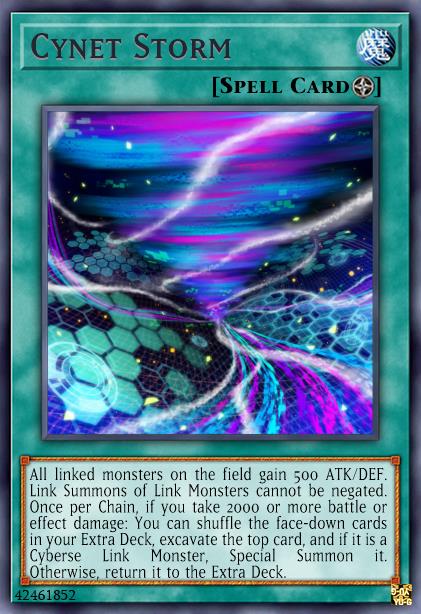 CYNET STORM
魔
[SPELL CARD]
All linked monsters on the field gain 500 ATK/DEF.
Link Summons of Link Monsters cannot be negated.
Once per Chain, if you take 2000 or more battle or
effect damage: You can shuffle the face-down cards
in your Extra Deck, excavate the top card, and if it is a
Cyberse Link Monster, Special Summon it.
Otherwise, return it to the Extra Deck.
42461852